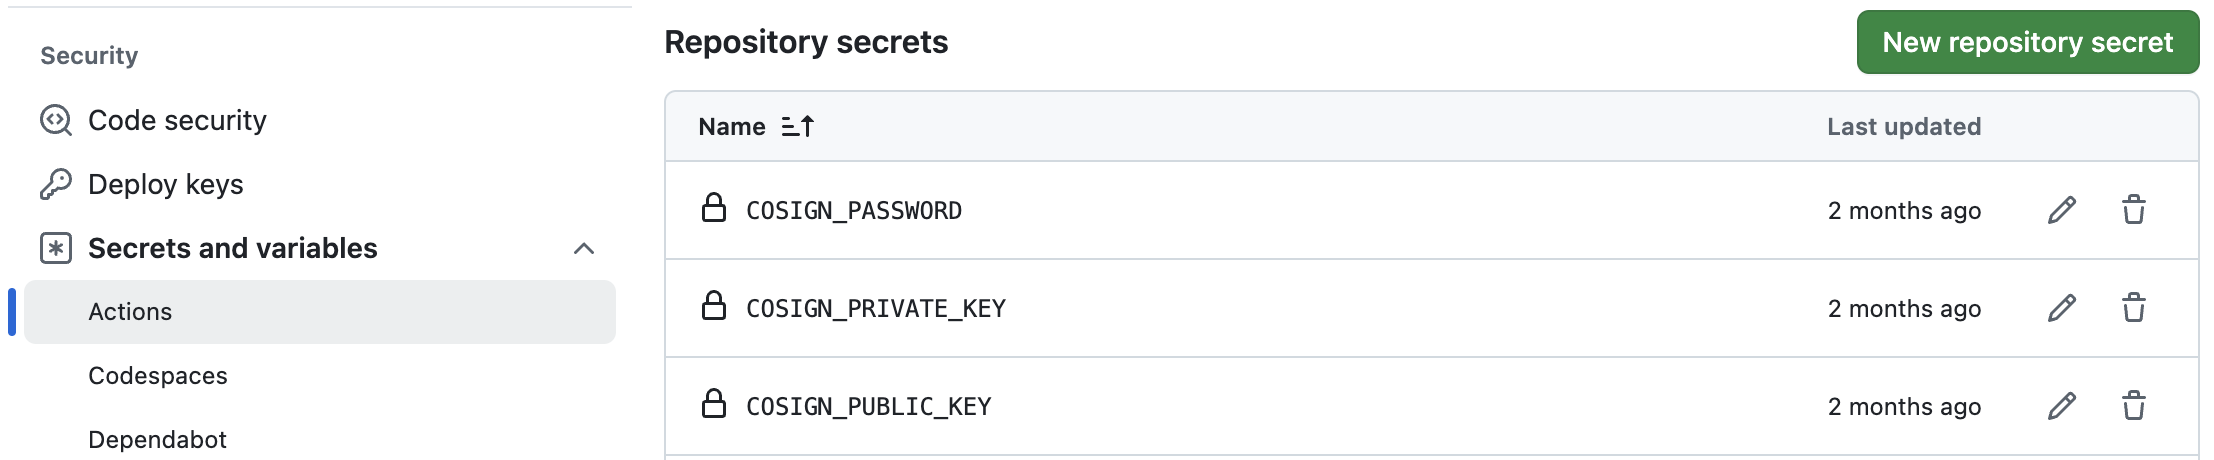 Security
Code security
Deploy keys
Secrets and variables
Actions
Codespaces
Dependabot
Repository secrets
New repository secret
Name Last updated
COSIGN_PASSWORD 2 months ago
COSIGN_PRIVATE_KEY 2 months ago
COSIGN_PUBLIC_KEY 2 months ago